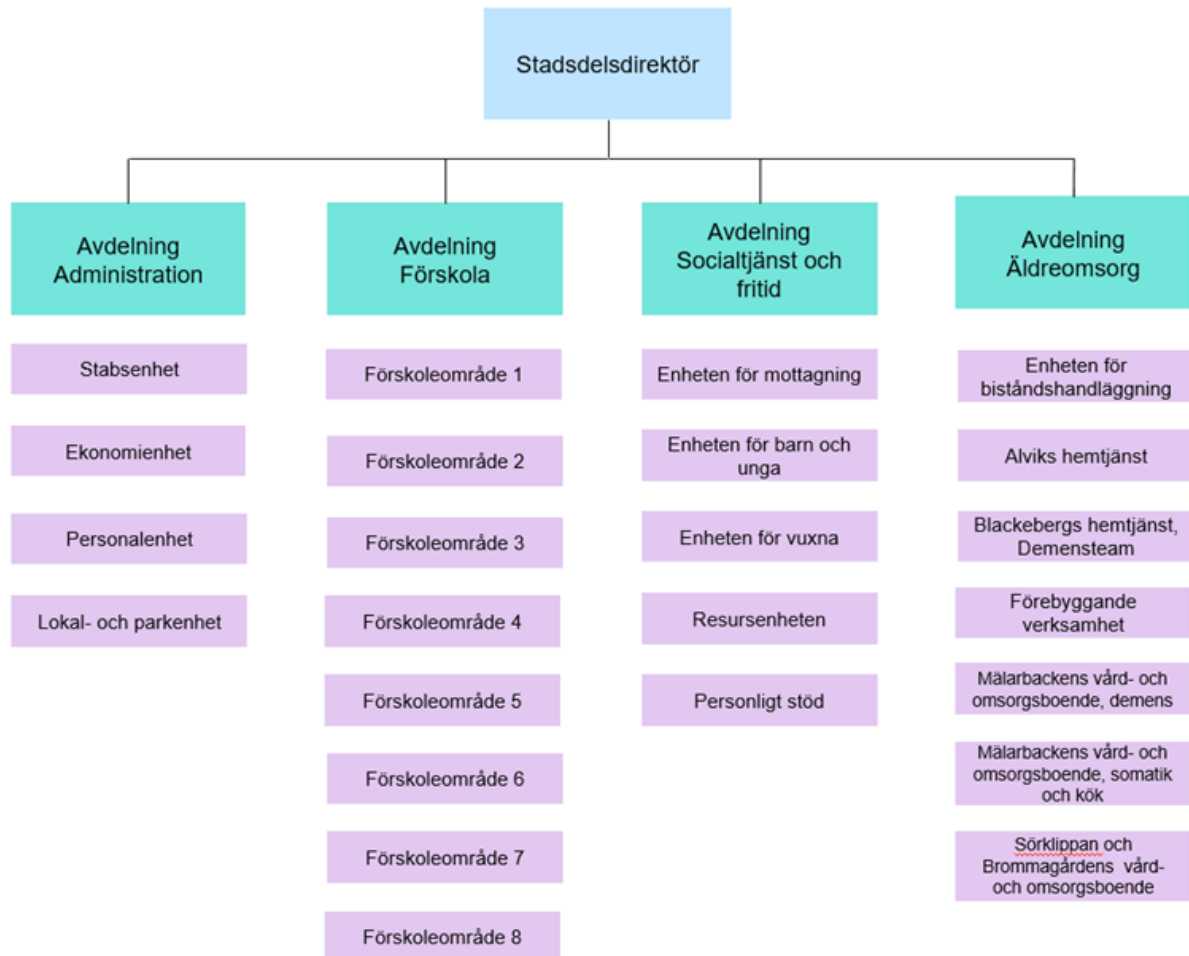 Stadsdelsdirektör
Avdelning
Administration
Stabsenhet
Ekonomienhet
Personalenhet
Lokal- och parkenhet
Avdelning
Förskola
Förskoleområde 1
Förskoleområde 2
Förskoleområde 3
Förskoleområde 4
Förskoleområde 5
Förskoleområde 6
Förskoleområde 7
Förskoleområde 8
Avdelning
Socialtjänst och
fritid
Enheten för mottagning
Enheten för barn och
unga
Enheten för vuxna
Resursenheten
Personligt stöd
Avdelning
Äldreomsorg
Enheten för
biståndshandläggning
Alviks hemtjänst
Blackebergs hemtjänst,
Demensteam
Förebyggande
verksamhet
Mälarbackens vård- och
omsorgsboende, demens
Mälarbackens vård- och
omsorgsboende, somatik
och kök
Sörklippan och
Brommagårdens vård-
och omsorgsboende